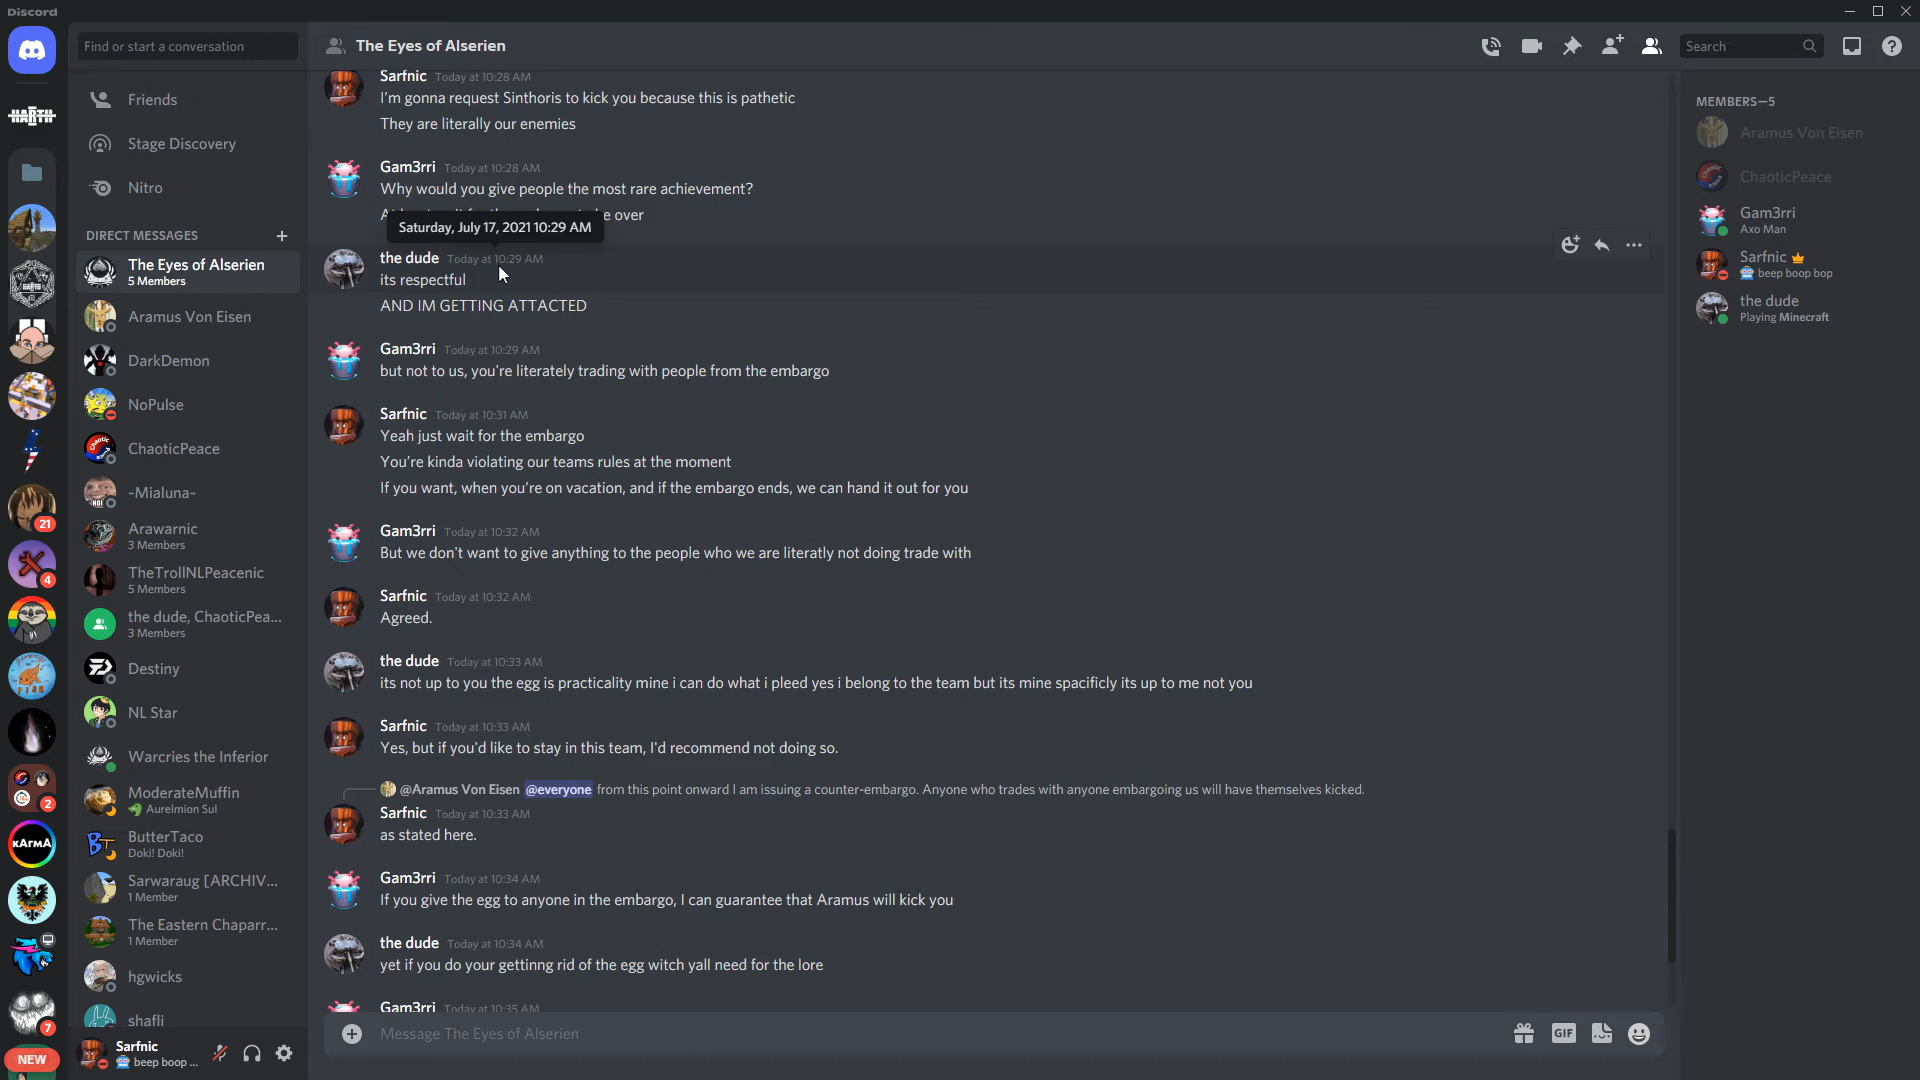 Discord
Find or start a conversation
Friends
Stage Discovery
Nitro
DIRECT MESSAGES
The Eyes of Alserien
5 Members
Aramus Von Eisen
DarkDemon
NoPulse
ChaoticPeace
-Mialuna-
Arawarnic
3 Members
TheTrollNLPeacenic
5 Members
the dude, ChaoticPea...
3 Members
Destiny
NL Star
Warcries the Inferior
ModerateMuffin
Aurelmion Sul
ButterTaco
Doki! Doki!
Sarwaraug [ARCHIV...
1 Member
The Eastern Chaparr...
1 Member
hgwicks
shafli
Sarfnic
beep boop ...
HARTH
21
4
FISH
2
KArmA
7
NEW
The Eyes of Alserien
Search
Sarfnic Today at 10:28 AM
I'm gonna request Sinthoris to kick you because this is pathetic
They are literally our enemies
Gam3rri Today at 10:28 AM
Why would you give people the most rare achievement?
e over
Saturday, July 17, 2021 10:29 AM
the dude Today at 10:29 AM
its respectful
AND IM GETTING ATTACTED
Gam3rri Today at 10:29 AM
but not to us, you're literately trading with people from the embargo
Sarfnic Today at 10:31 AM
Yeah just wait for the embargo
You're kinda violating our teams rules at the moment
If you want, when you're on vacation, and if the embargo ends, we can hand it out for you
Gam3rri Today at 10:32 AM
But we don't want to give anything to the people who we are literatly not doing trade with
Sarfnic Today at 10:32 AM
Agreed.
the dude Today at 10:33 AM
its not up to you the egg is practicality mine i can do what i pleed yes i belong to the team but its mine spacificly its up to me not you
Sarfnic Today at 10:33 AM
Yes, but if you'd like to stay in this team, I'd recommend not doing so.
@Aramus Von Eisen @everyone from this point onward I am issuing a counter-embargo. Anyone who trades with anyone embargoing us will have themselves kicked.
Sarfnic Today at 10:33 AM
as stated here.
Gam3rri Today at 10:34 AM
If you give the egg to anyone in the embargo, I can guarantee that Aramus will kick you
the dude Today at 10:34 AM
yet if you do your gettinng rid of the egg witch yall need for the lore
Gam3rri Today at 10:35 AM
Message The Eyes of Alserien
GIF
MEMBERS—5
Aramus Von Eisen
ChaoticPeace
Gam3rri
Axo Man
Sarfnic
beep boop bop
the dude
Playing Minecraft